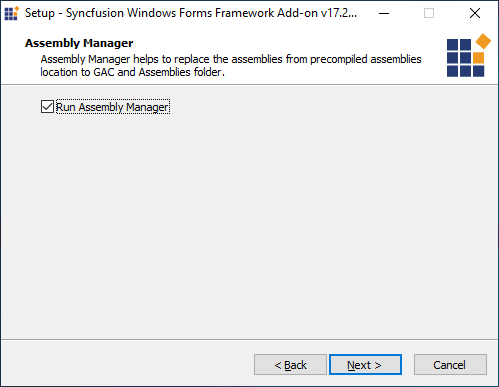 Setup - Syncfusion Windows Forms Framework Add-on v17.2...
Assembly Manager
Assembly Manager helps to replace the assemblies from precompiled assemblies
location to GAC and Assemblies folder.
Run Assembly Manager
< Back
Next >
Cancel